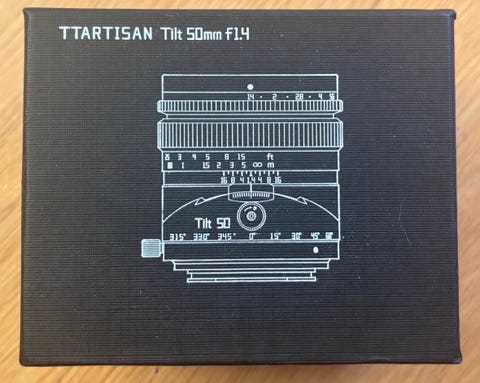 TTARTISAN Tilt 50mm f1.4
1.4 · 2 · 2.8 4 5.6
3 4 5 8 15 ft
1 1.5 2 3 5 ∞ m
16 8 4 1.4 4 8 16
Tilt 50
315° 330° 345° 0° 15° 30° 45° 60°